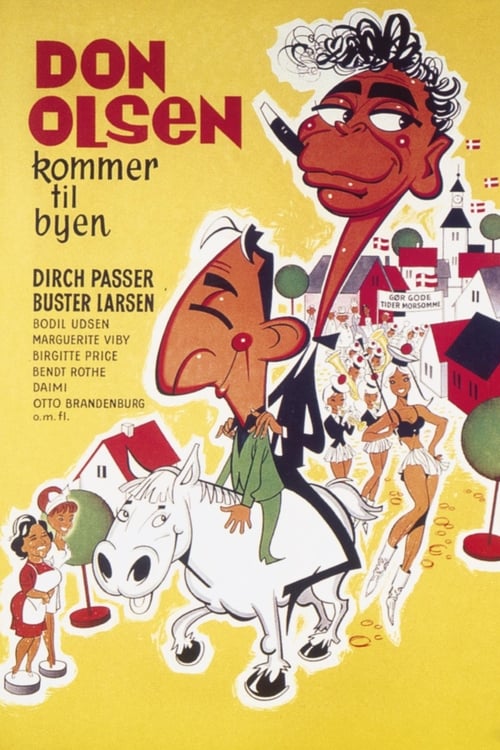 DON
OLSEN
kommer
til
byen
DIRCH PASSER
BUSTER LARSEN
BODIL UDSEN
MARGUERITE VIBY
BIRGITTE PRICE
BENDT ROTHE
DAIMI
OTTO BRANDENBURG
o.m.fl.
GØR GODE
TIDER MORSOMME